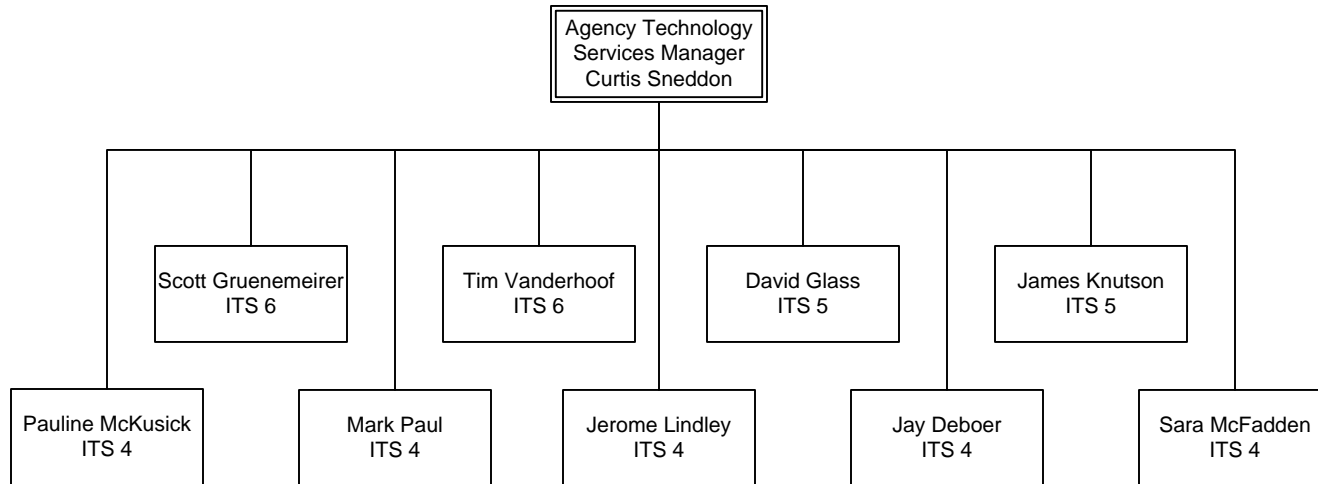 Agency Technology
Services Manager
Curtis Sneddon
Scott Gruenemeirer
ITS 6
Tim Vanderhoof
ITS 6
David Glass
ITS 5
James Knutson
ITS 5
Pauline McKusick
ITS 4
Mark Paul
ITS 4
Jerome Lindley
ITS 4
Jay Deboer
ITS 4
Sara McFadden
ITS 4